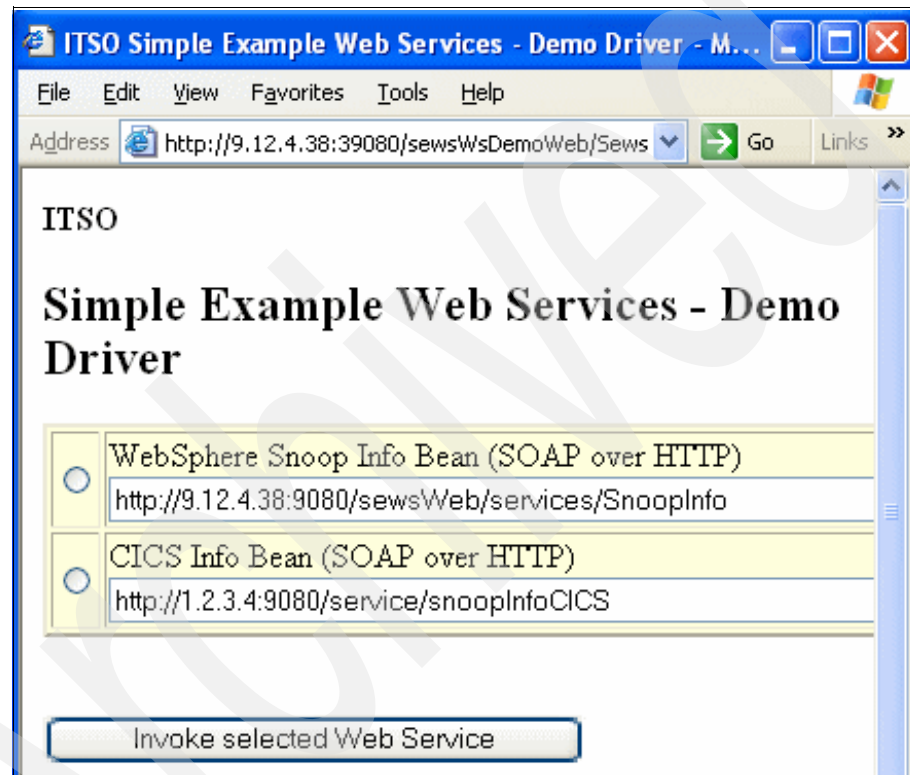 ITSO Simple Example Web Services - Demo Driver - M...
File Edit View Favorites Tools Help
Address http://9.12.4.38:39080/sewsWsDemoWeb/Sews Go Links »
ITSO
Simple Example Web Services - Demo
Driver
WebSphere Snoop Info Bean (SOAP over HTTP)
http://9.12.4.38:9080/sewsWeb/services/SnoopInfo
CICS Info Bean (SOAP over HTTP)
http://1.2.3.4:9080/service/snoopInfoCICS
Invoke selected Web Service